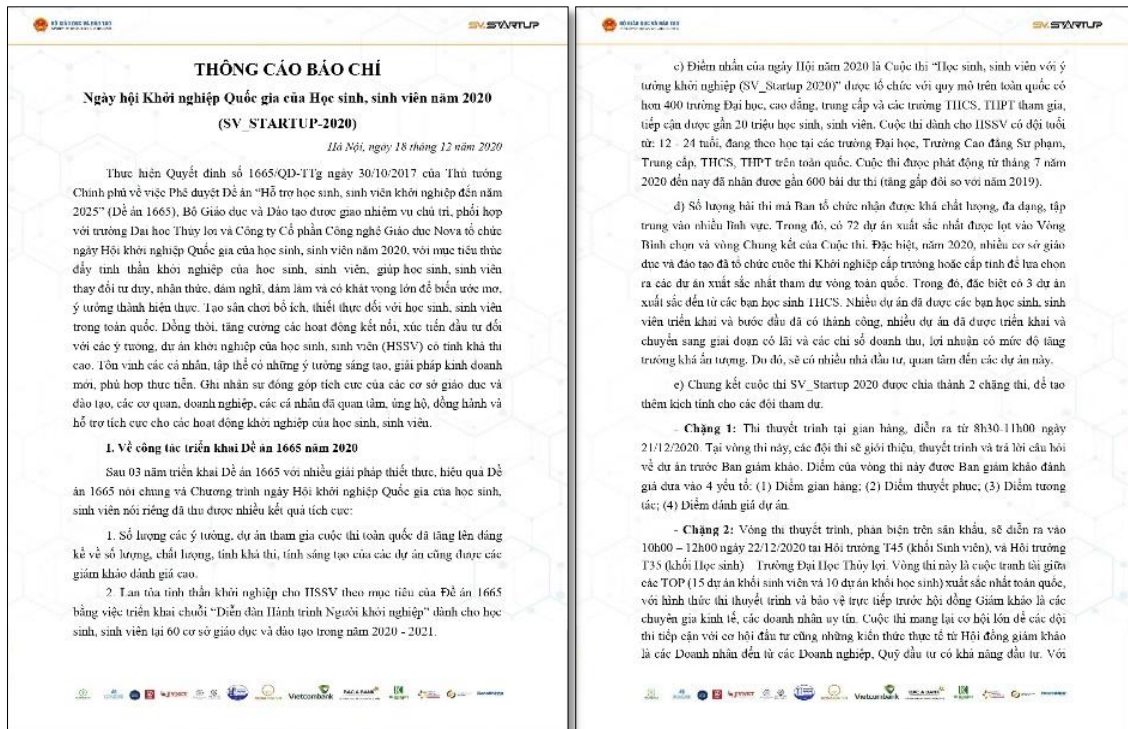 BỘ GIÁO DỤC VÀ ĐÀO TẠO
SV.STARTUP
THÔNG CÁO BÁO CHÍ
Ngày hội Khởi nghiệp Quốc gia của Học sinh, sinh viên năm 2020
(SV_STARTUP-2020)
Hà Nội, ngày 18 tháng 12 năm 2020
Thực hiện Quyết định số 1665/QD-TTg ngày 30/10/2017 của Thủ tướng
Chính phủ về việc Phê duyệt Đề án "Hỗ trợ học sinh, sinh viên khởi nghiệp đến năm
2025" (Đề án 1665), Bộ Giáo dục và Đào tạo được giao nhiệm vụ chủ trì, phối hợp
với trường Đại học Thủy lợi và Công ty Cổ phần Công nghệ Giáo dục Nova tổ chức
ngày Hội khởi nghiệp Quốc gia của học sinh, sinh viên năm 2020, với mục tiêu thúc
đẩy tinh thần khởi nghiệp của học sinh, sinh viên, giúp học sinh, sinh viên
thay đổi tư duy, nhận thức, dám nghĩ, dám làm và có khát vọng lớn để biến ước mơ,
ý tưởng thành hiện thực. Tạo sân chơi bổ ích, thiết thực đối với học sinh, sinh viên
trong toàn quốc. Đồng thời, tăng cường các hoạt động kết nối, xúc tiến đầu tư đối
với các ý tưởng, dự án khởi nghiệp của học sinh, sinh viên (HSSV) có tính khả thi
cao. Tôn vinh các cá nhân, tập thể có những ý tưởng sáng tạo, giải pháp kinh doanh
mới, phù hợp thực tiễn. Ghi nhận sự đóng góp tích cực của các cơ sở giáo dục và
đào tạo, các cơ quan, doanh nghiệp, các cá nhân đã quan tâm, ủng hộ, đồng hành và
hỗ trợ tích cực cho các hoạt động khởi nghiệp của học sinh, sinh viên.
1. Về công tác triển khai Đề án 1665 năm 2020
Sau 03 năm triển khai Đề án 1665 với nhiều giải pháp thiết thực, hiệu quả Đề
án 1665 nói chung và Chương trình ngày Hội khởi nghiệp Quốc gia của học sinh,
sinh viên nói riêng đã thu được nhiều kết quả tích cực:
1. Số lượng các ý tưởng, dự án tham gia cuộc thi toàn quốc đã tăng lên đáng
kể về số lượng, chất lượng, tính khả thi, tính sáng tạo của các dự án cũng được các
giám khảo đánh giá cao.
2. Lan tỏa tinh thần khởi nghiệp cho HSSV theo mục tiêu của Đề án 1665
bằng việc triển khai chuỗi "Diễn đàn Hành trình Người khởi nghiệp" dành cho học
sinh, sinh viên tại 60 cơ sở giáo dục và đào tạo trong năm 2020 - 2021.
Vietcombank
BAC A BANK
BỘ GIÁO DỤC VÀ ĐÀO TẠO
SV.STARTUP
c) Điểm nhấn của ngày Hội năm 2020 là Cuộc thi "Học sinh, sinh viên với ý
tưởng khởi nghiệp (SV_Startup 2020)" được tổ chức với quy mô trên toàn quốc có
hơn 400 trường Đại học, cao đẳng, trung cấp và các trường THCS, THPT tham gia,
tiếp cận được gần 20 triệu học sinh, sinh viên. Cuộc thi dành cho HSSV có độ tuổi
từ: 12 - 24 tuổi, đang theo học tại các trường Đại học, Trường Cao đẳng Sư phạm,
Trung cấp, THCS, THPT trên toàn quốc. Cuộc thi được phát động từ tháng 7 năm
2020 đến nay đã nhận được gần 600 bài dự thi (tăng gấp đôi so với năm 2019).
d) Số lượng bài thi mà Ban tổ chức nhận được khá chất lượng, đa dạng, tập
trung vào nhiều lĩnh vực. Trong đó, có 72 dự án xuất sắc nhất được lọt vào Vòng
Bình chọn và vòng Chung kết của Cuộc thi. Đặc biệt, năm 2020, nhiều cơ sở giáo
dục và đào tạo đã tổ chức cuộc thi Khởi nghiệp cấp trường hoặc cấp tỉnh để lựa chọn
ra các dự án xuất sắc nhất tham dự vòng toàn quốc. Trong đó, đặc biệt có 3 dự án
xuất sắc đến từ các bạn học sinh THCS. Nhiều dự án đã được các bạn học sinh, sinh
viên triển khai và bước đầu đã có thành công, nhiều dự án đã được triển khai và
chuyển sang giai đoạn có lãi và các chỉ số doanh thu, lợi nhuận có mức độ tăng
trưởng khá ấn tượng. Do đó, sẽ có nhiều nhà đầu tư, quan tâm đến các dự án này.
e) Chung kết cuộc thi SV_Startup 2020 được chia thành 2 chặng thi, để tạo
thêm kịch tính cho các đội tham dự.
- Chặng 1: Thi thuyết trình tại gian hàng, diễn ra từ 8h30-11h00 ngày
21/12/2020. Tại vòng thi này, các đội thi sẽ giới thiệu, thuyết trình và trả lời câu hỏi
về dự án trước Ban giám khảo. Điểm của vòng thi này được Ban giám khảo đánh
giá dựa vào 4 yếu tố: (1) Điểm gian hàng; (2) Điểm thuyết phục; (3) Điểm tương
tác; (4) Điểm đánh giá dự án.
- Chặng 2: Vòng thi thuyết trình, phản biện trên sân khấu, sẽ diễn ra vào
10h00 – 12h00 ngày 22/12/2020 tại Hội trường T45 (khối Sinh viên), và Hội trường
T35 (khối Học sinh) Trường Đại Học Thủy lợi. Vòng thi này là cuộc tranh tài giữa
các TOP (15 dự án khối sinh viên và 10 dự án khối học sinh) xuất sắc nhất toàn quốc,
với hình thức thi thuyết trình và bảo vệ trực tiếp trước hội đồng Giám khảo là các
chuyên gia kinh tế, các doanh nhân uy tín. Cuộc thi mang lại cơ hội lớn để các đội
thi tiếp cận với cơ hội đầu tư cũng những kiến thức thực tế từ Hội đồng giám khảo
là các Doanh nhân đến từ các Doanh nghiệp, Quỹ đầu tư có khả năng đầu tư. Với
Vietcombank
BAC A BANK